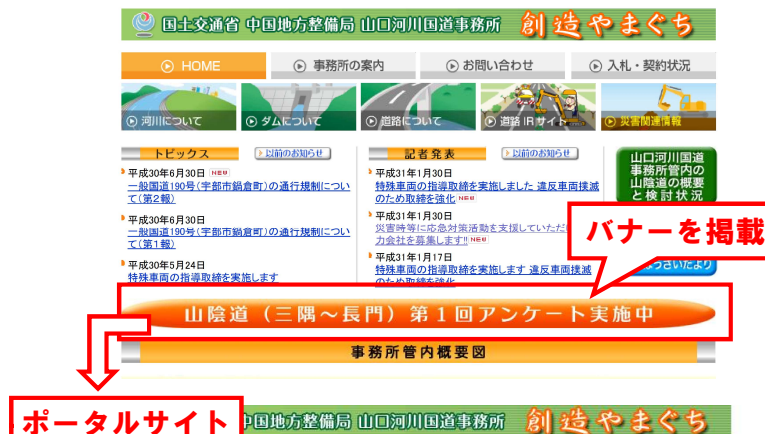 国土交通省 中国地方整備局 山口河川国道事務所 創造やまぐち
HOME 事務所の案内 お問い合わせ 入札・契約状況
河川について ダムについて 道路について 道路IRサイト 災害関連情報
トピックス 以前のお知らせ
平成30年6月30日 NEW
一般国道190号(宇部市鍋倉町)の通行規制につい
て(第2報)
平成30年6月30日
一般国道190号(宇部市鍋倉町)の通行規制につい
て(第1報)
平成30年5月24日
特殊車両の指導取締を実施します
記者発表 以前のお知らせ
平成31年1月30日
特殊車両の指導取締を実施しました 違反車両撲滅
のため取締を強化 NEW
平成31年1月30日
災害時等に応急対策活動を支援していただ
力会社を募集します!! NEW
平成31年1月17日
特殊車両の指導取締を実施します 違反車両撲滅
のため取締を強化
山口河川国道
事務所管内の
山陰道の概要
と検討状況
バナーを掲載
うさいたより
山陰道(三隅~長門)第1回アンケート実施中
事務所管内概要図
ポータルサイト
中国地方整備局 山口河川国道事務所 創造やまぐち